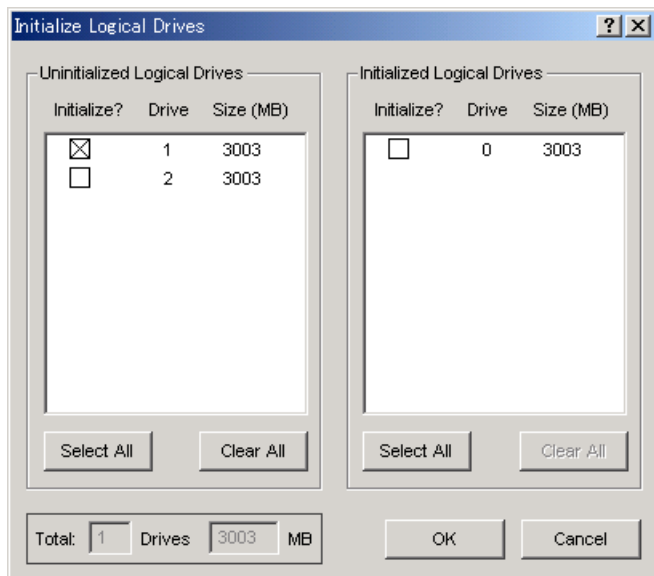 Initialize Logical Drives
Uninitialized Logical Drives
Initialize? Drive Size (MB)
1 3003
2 3003
Select All Clear All
Initialized Logical Drives
Initialize? Drive Size (MB)
0 3003
Select All Clear All
Total: 1 Drives 3003 MB
OK Cancel